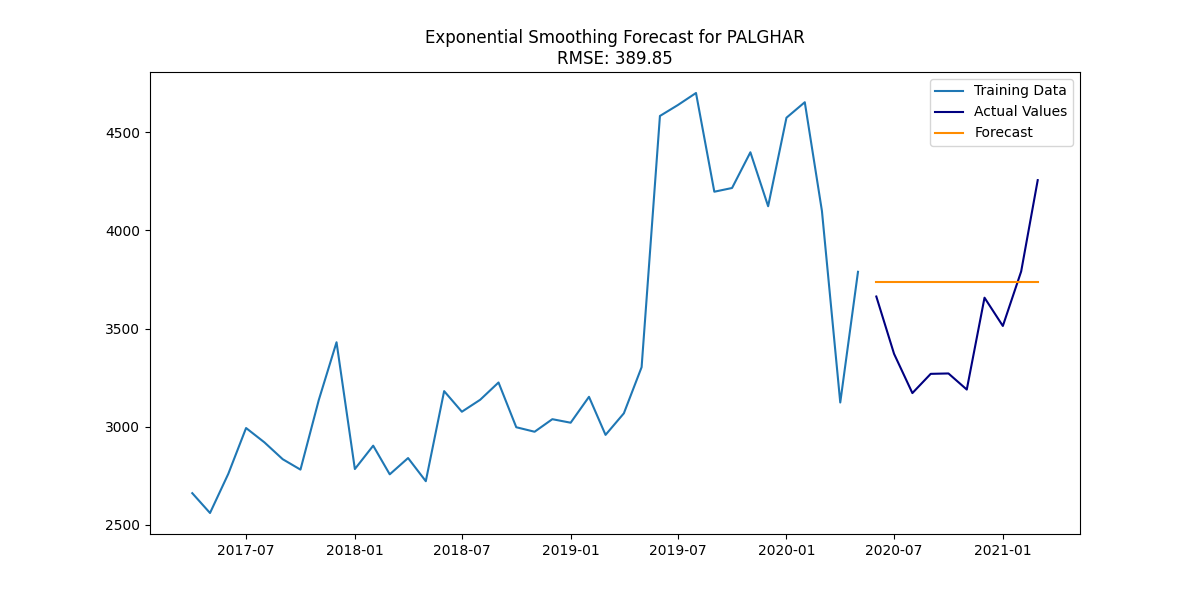 Exponential Smoothing Forecast for PALGHAR
RMSE: 389.85
Training Data
Actual Values
Forecast
4500
4000
3500
3000
2500
2017-07
2018-01
2018-07
2019-01
2019-07
2020-01
2020-07
2021-01